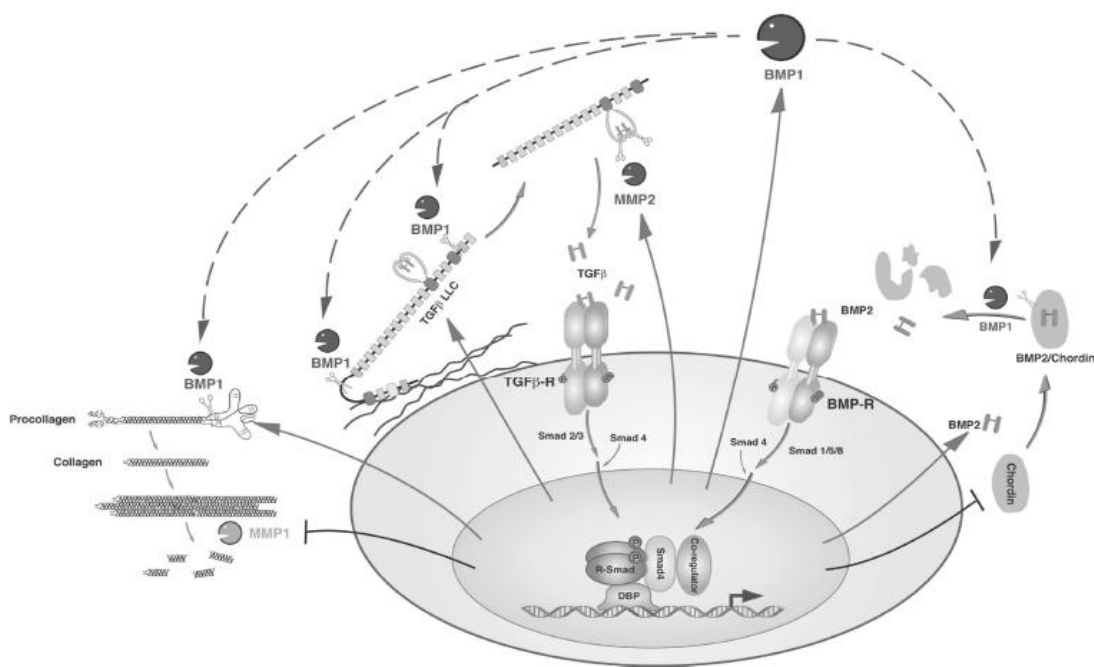 BMP1
MMP2
BMP1
TGFβ
TGFβ LLC
BMP2
BMP1
BMP2/Chordin
BMP1
BMP1
TGFβ-R
BMP-R
Procollagen
BMP2
Smad 2/3
Smad 4
Smad 4
Smad 1/5/8
Collagen
Chordin
MMP1
R-Smad
Smad4
Co-regulator
DBP